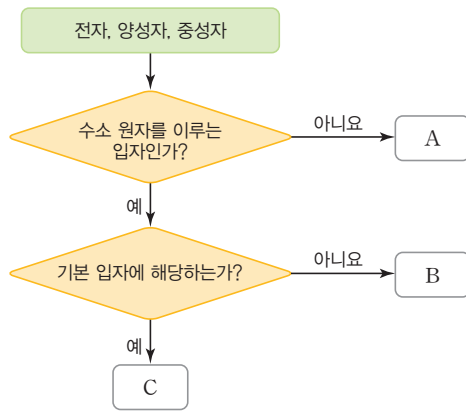 전자, 양성자, 중성자
수소 원자를 이루는
입자인가?
아니요
A
예
기본 입자에 해당하는가?
아니요
B
예
C